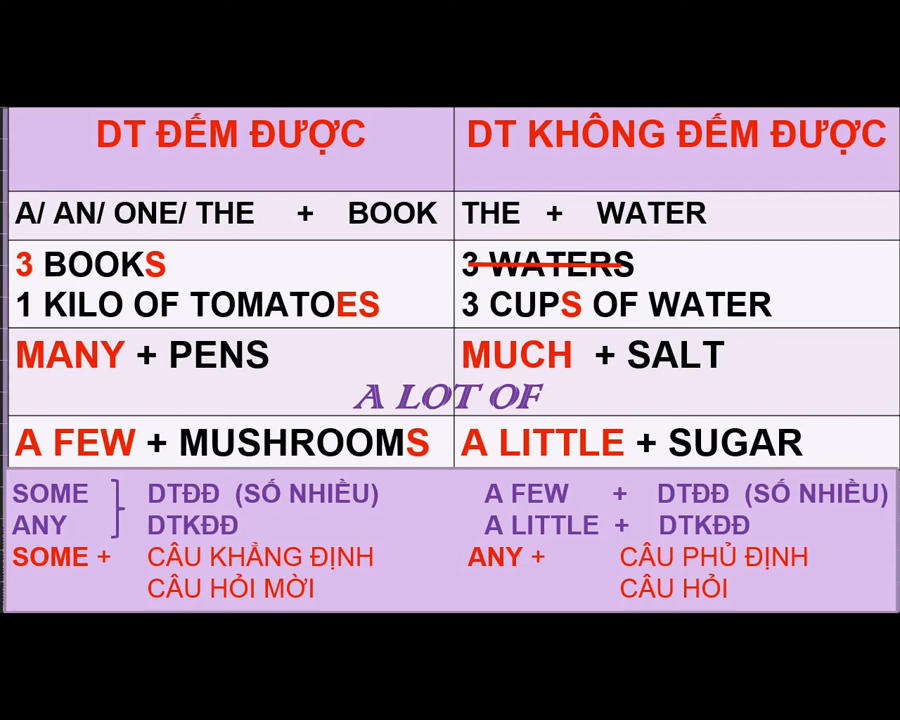 DT ĐẾM ĐƯỢC
DT KHÔNG ĐẾM ĐƯỢC
A/ AN/ ONE/ THE + BOOK
THE + WATER
3 BOOKS
1 KILO OF TOMATOES
3 WATERS
3 CUPS OF WATER
MANY + PENS
MUCH + SALT
A LOT OF
A FEW + MUSHROOMS
A LITTLE + SUGAR
SOME DTĐĐ (SỐ NHIỀU)
ANY DTKĐĐ
SOME + CÂU KHẲNG ĐỊNH
CÂU HỎI MỜI
A FEW + DTĐĐ (SỐ NHIỀU)
A LITTLE + DTKĐĐ
ANY + CÂU PHỦ ĐỊNH
CÂU HỎI